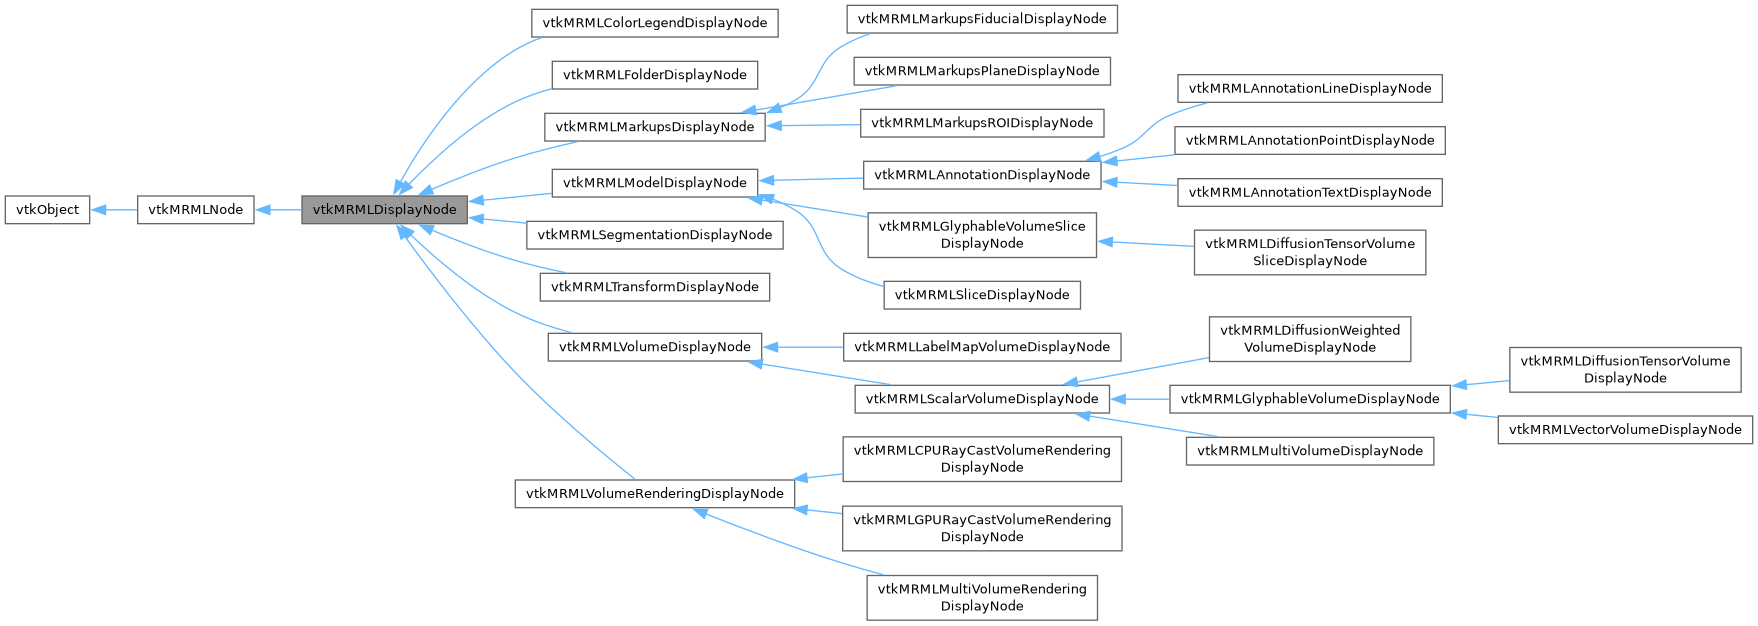 vtkMRMLColorLegendDisplayNode
vtkMRMLFolderDisplayNode
vtkMRMLMarkupsDisplayNode
vtkMRMLModelDisplayNode
vtkObject
vtkMRMLNode
vtkMRMLDisplayNode
vtkMRMLSegmentationDisplayNode
vtkMRMLTransformDisplayNode
vtkMRMLVolumeDisplayNode
vtkMRMLVolumeRenderingDisplayNode
vtkMRMLMarkupsFiducialDisplayNode
vtkMRMLMarkupsPlaneDisplayNode
vtkMRMLMarkupsROIDisplayNode
vtkMRMLAnnotationDisplayNode
vtkMRMLGlyphableVolumeSlice
DisplayNode
vtkMRMLSliceDisplayNode
vtkMRMLLabelMapVolumeDisplayNode
vtkMRMLScalarVolumeDisplayNode
vtkMRMLCPURayCastVolumeRendering
DisplayNode
vtkMRMLGPURayCastVolumeRendering
DisplayNode
vtkMRMLMultiVolumeRendering
DisplayNode
vtkMRMLAnnotationLineDisplayNode
vtkMRMLAnnotationPointDisplayNode
vtkMRMLAnnotationTextDisplayNode
vtkMRMLDiffusionTensorVolume
SliceDisplayNode
vtkMRMLDiffusionWeighted
VolumeDisplayNode
vtkMRMLGlyphableVolumeDisplayNode
vtkMRMLMultiVolumeDisplayNode
vtkMRMLDiffusionTensorVolume
DisplayNode
vtkMRMLVectorVolumeDisplayNode